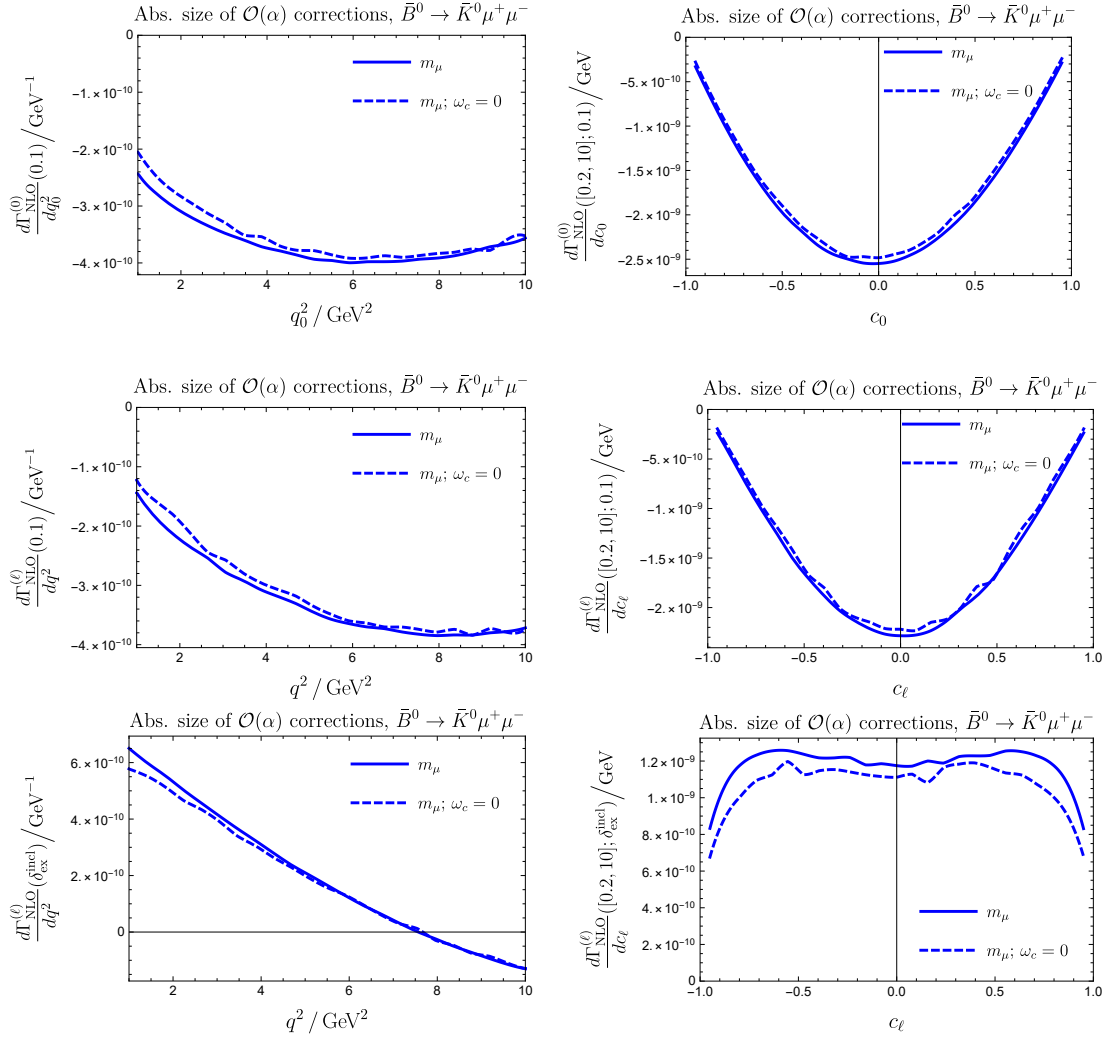 Abs. size of 𝒪(α) corrections, B̄⁰ → K̄⁰μ⁺μ⁻
dΓ⁽⁰⁾_NLO/dq₀² (0.1) / GeV⁻¹
0
−1.×10⁻¹⁰
−2.×10⁻¹⁰
−3.×10⁻¹⁰
−4.×10⁻¹⁰
m_μ
m_μ; ω_c = 0
2 4 6 8 10
q₀² / GeV²
Abs. size of 𝒪(α) corrections, B̄⁰ → K̄⁰μ⁺μ⁻
dΓ⁽⁰⁾_NLO/dc₀ ([0.2, 10]; 0.1) / GeV
0
−5.×10⁻¹⁰
−1.×10⁻⁹
−1.5×10⁻⁹
−2.×10⁻⁹
−2.5×10⁻⁹
m_μ
m_μ; ω_c = 0
−1.0 −0.5 0.0 0.5 1.0
c₀
Abs. size of 𝒪(α) corrections, B̄⁰ → K̄⁰μ⁺μ⁻
dΓ⁽ℓ⁾_NLO/dq² (0.1) / GeV⁻¹
0
−1.×10⁻¹⁰
−2.×10⁻¹⁰
−3.×10⁻¹⁰
−4.×10⁻¹⁰
m_μ
m_μ; ω_c = 0
2 4 6 8 10
q² / GeV²
Abs. size of 𝒪(α) corrections, B̄⁰ → K̄⁰μ⁺μ⁻
dΓ⁽ℓ⁾_NLO/dc_ℓ ([0.2, 10]; 0.1) / GeV
0
−5.×10⁻¹⁰
−1.×10⁻⁹
−1.5×10⁻⁹
−2.×10⁻⁹
m_μ
m_μ; ω_c = 0
−1.0 −0.5 0.0 0.5 1.0
c_ℓ
Abs. size of 𝒪(α) corrections, B̄⁰ → K̄⁰μ⁺μ⁻
dΓ⁽ℓ⁾_NLO/dq² (δ_ex^incl) / GeV⁻¹
6.×10⁻¹⁰
4.×10⁻¹⁰
2.×10⁻¹⁰
0
m_μ
m_μ; ω_c = 0
2 4 6 8 10
q² / GeV²
Abs. size of 𝒪(α) corrections, B̄⁰ → K̄⁰μ⁺μ⁻
dΓ⁽ℓ⁾_NLO/dc_ℓ ([0.2, 10]; δ_ex^incl) / GeV
1.2×10⁻⁹
1.×10⁻⁹
8.×10⁻¹⁰
6.×10⁻¹⁰
4.×10⁻¹⁰
2.×10⁻¹⁰
0
m_μ
m_μ; ω_c = 0
−1.0 −0.5 0.0 0.5 1.0
c_ℓ